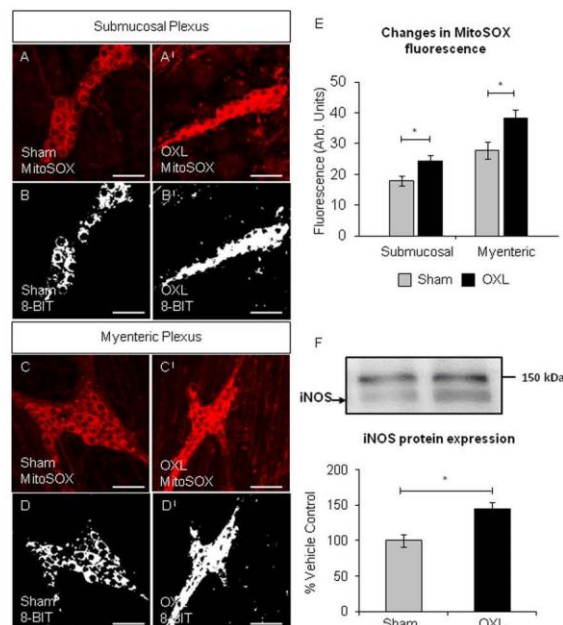 Submucosal Plexus
A
Sham
MitoSOX
A'
OXL
MitoSOX
B
Sham
8-BIT
B'
OXL
8-BIT
Myenteric Plexus
C
Sham
MitoSOX
C'
OXL
MitoSOX
D
Sham
8-BIT
D'
OXL
8-BIT
E
Changes in MitoSOX
fluorescence
Fluorescence (Arb. Units)
50
40
30
20
10
0
*
*
Submucosal
Myenteric
Sham
OXL
F
150 kDa
iNOS
iNOS protein expression
% Vehicle Control
200
150
100
50
0
*
Sham
OXL